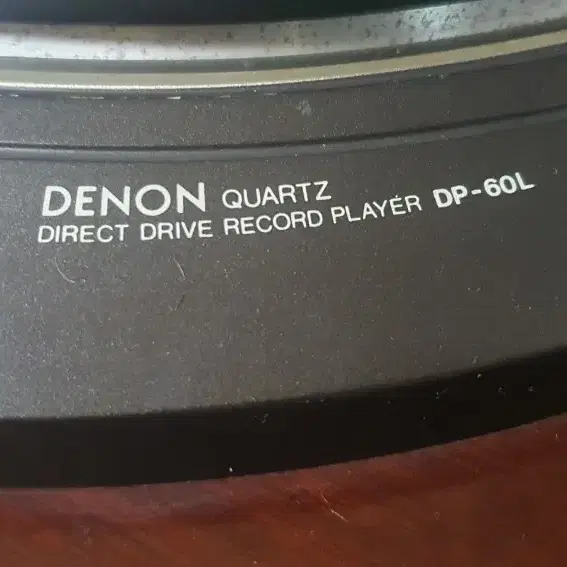 DENON QUARTZ
DIRECT DRIVE RECORD PLAYER DP-60L